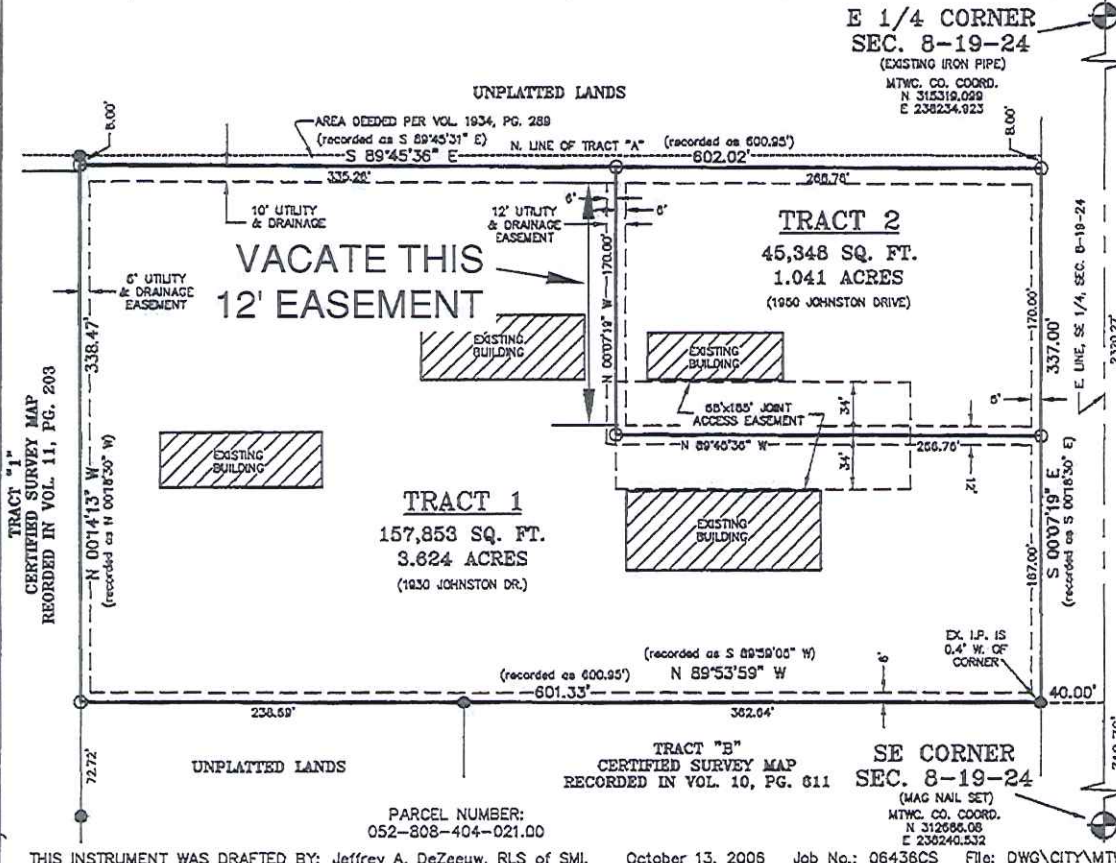 E 1/4 CORNER
SEC. 8-19-24
(EXISTING IRON PIPE)
MTWC. CO. COORD.
N 315319.099
E 238234.923
UNPLATTED LANDS
8.00'
AREA DEEDED PER VOL. 1934, PG. 289
(recorded as S 89°45'31" E)
S 89°45'36" E
N. LINE OF TRACT "A"
(recorded as 600.95')
602.02'
8.00'
335.26'
266.76'
10' UTILITY
& DRAINAGE
12' UTILITY
& DRAINAGE
EASEMENT
6'
6'
TRACT 2
45,348 SQ. FT.
1.041 ACRES
(1950 JOHNSTON DRIVE)
VACATE THIS
12' EASEMENT
6' UTILITY
& DRAINAGE
EASEMENT
N 00°07'19" W
170.00'
170.00'
337.00'
E. LINE, SE 1/4, SEC. 8-19-24
TRACT "1"
CERTIFIED SURVEY MAP
REORDED IN VOL. 11, PG. 203
338.47'
N 00°14'13" W
(recorded as N 00°18'30" W)
EXISTING
BUILDING
EXISTING
BUILDING
68'x185' JOINT
ACCESS EASEMENT
34'
34'
6'
N 89°45'36" W
266.76'
12'
EXISTING
BUILDING
EXISTING
BUILDING
TRACT 1
157,853 SQ. FT.
3.624 ACRES
(1930 JOHNSTON DR.)
167.00'
S 00°07'19" E
(recorded as S 00°18'30" E)
EX. I.P. IS
0.4' W. OF
CORNER
(recorded as S 89°59'05" W)
(recorded as 600.95')
N 89°53'59" W
601.33'
6'
40.00'
238.69'
362.64'
72.72'
UNPLATTED LANDS
TRACT "B"
CERTIFIED SURVEY MAP
RECORDED IN VOL. 10, PG. 611
SE CORNER
SEC. 8-19-24
(MAG NAIL SET)
MTWC. CO. COORD.
N 312686.08
E 238240.532
PARCEL NUMBER:
052-808-404-021.00
THIS INSTRUMENT WAS DRAFTED BY: Jeffrey A. DeZeeuw, RLS of SMI. October 13, 2006 Job No.: 06436CS File: DWG\CITY\MT